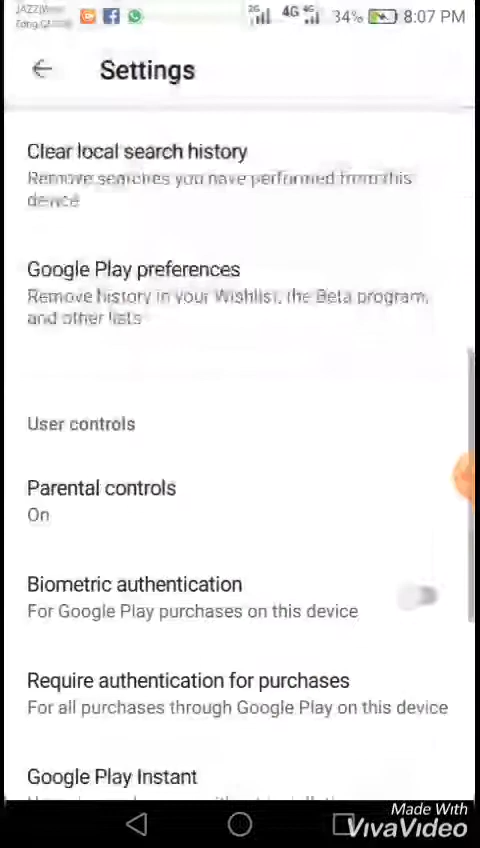 JAZZ
2G 4G 4G 34% 8:07 PM
Settings
Clear local search history
Remove searches you have performed from this
device
Google Play preferences
Remove history in your Wishlist, the Beta program,
and other lists
User controls
Parental controls
On
Biometric authentication
For Google Play purchases on this device
Require authentication for purchases
For all purchases through Google Play on this device
Google Play Instant
Made With
VivaVideo